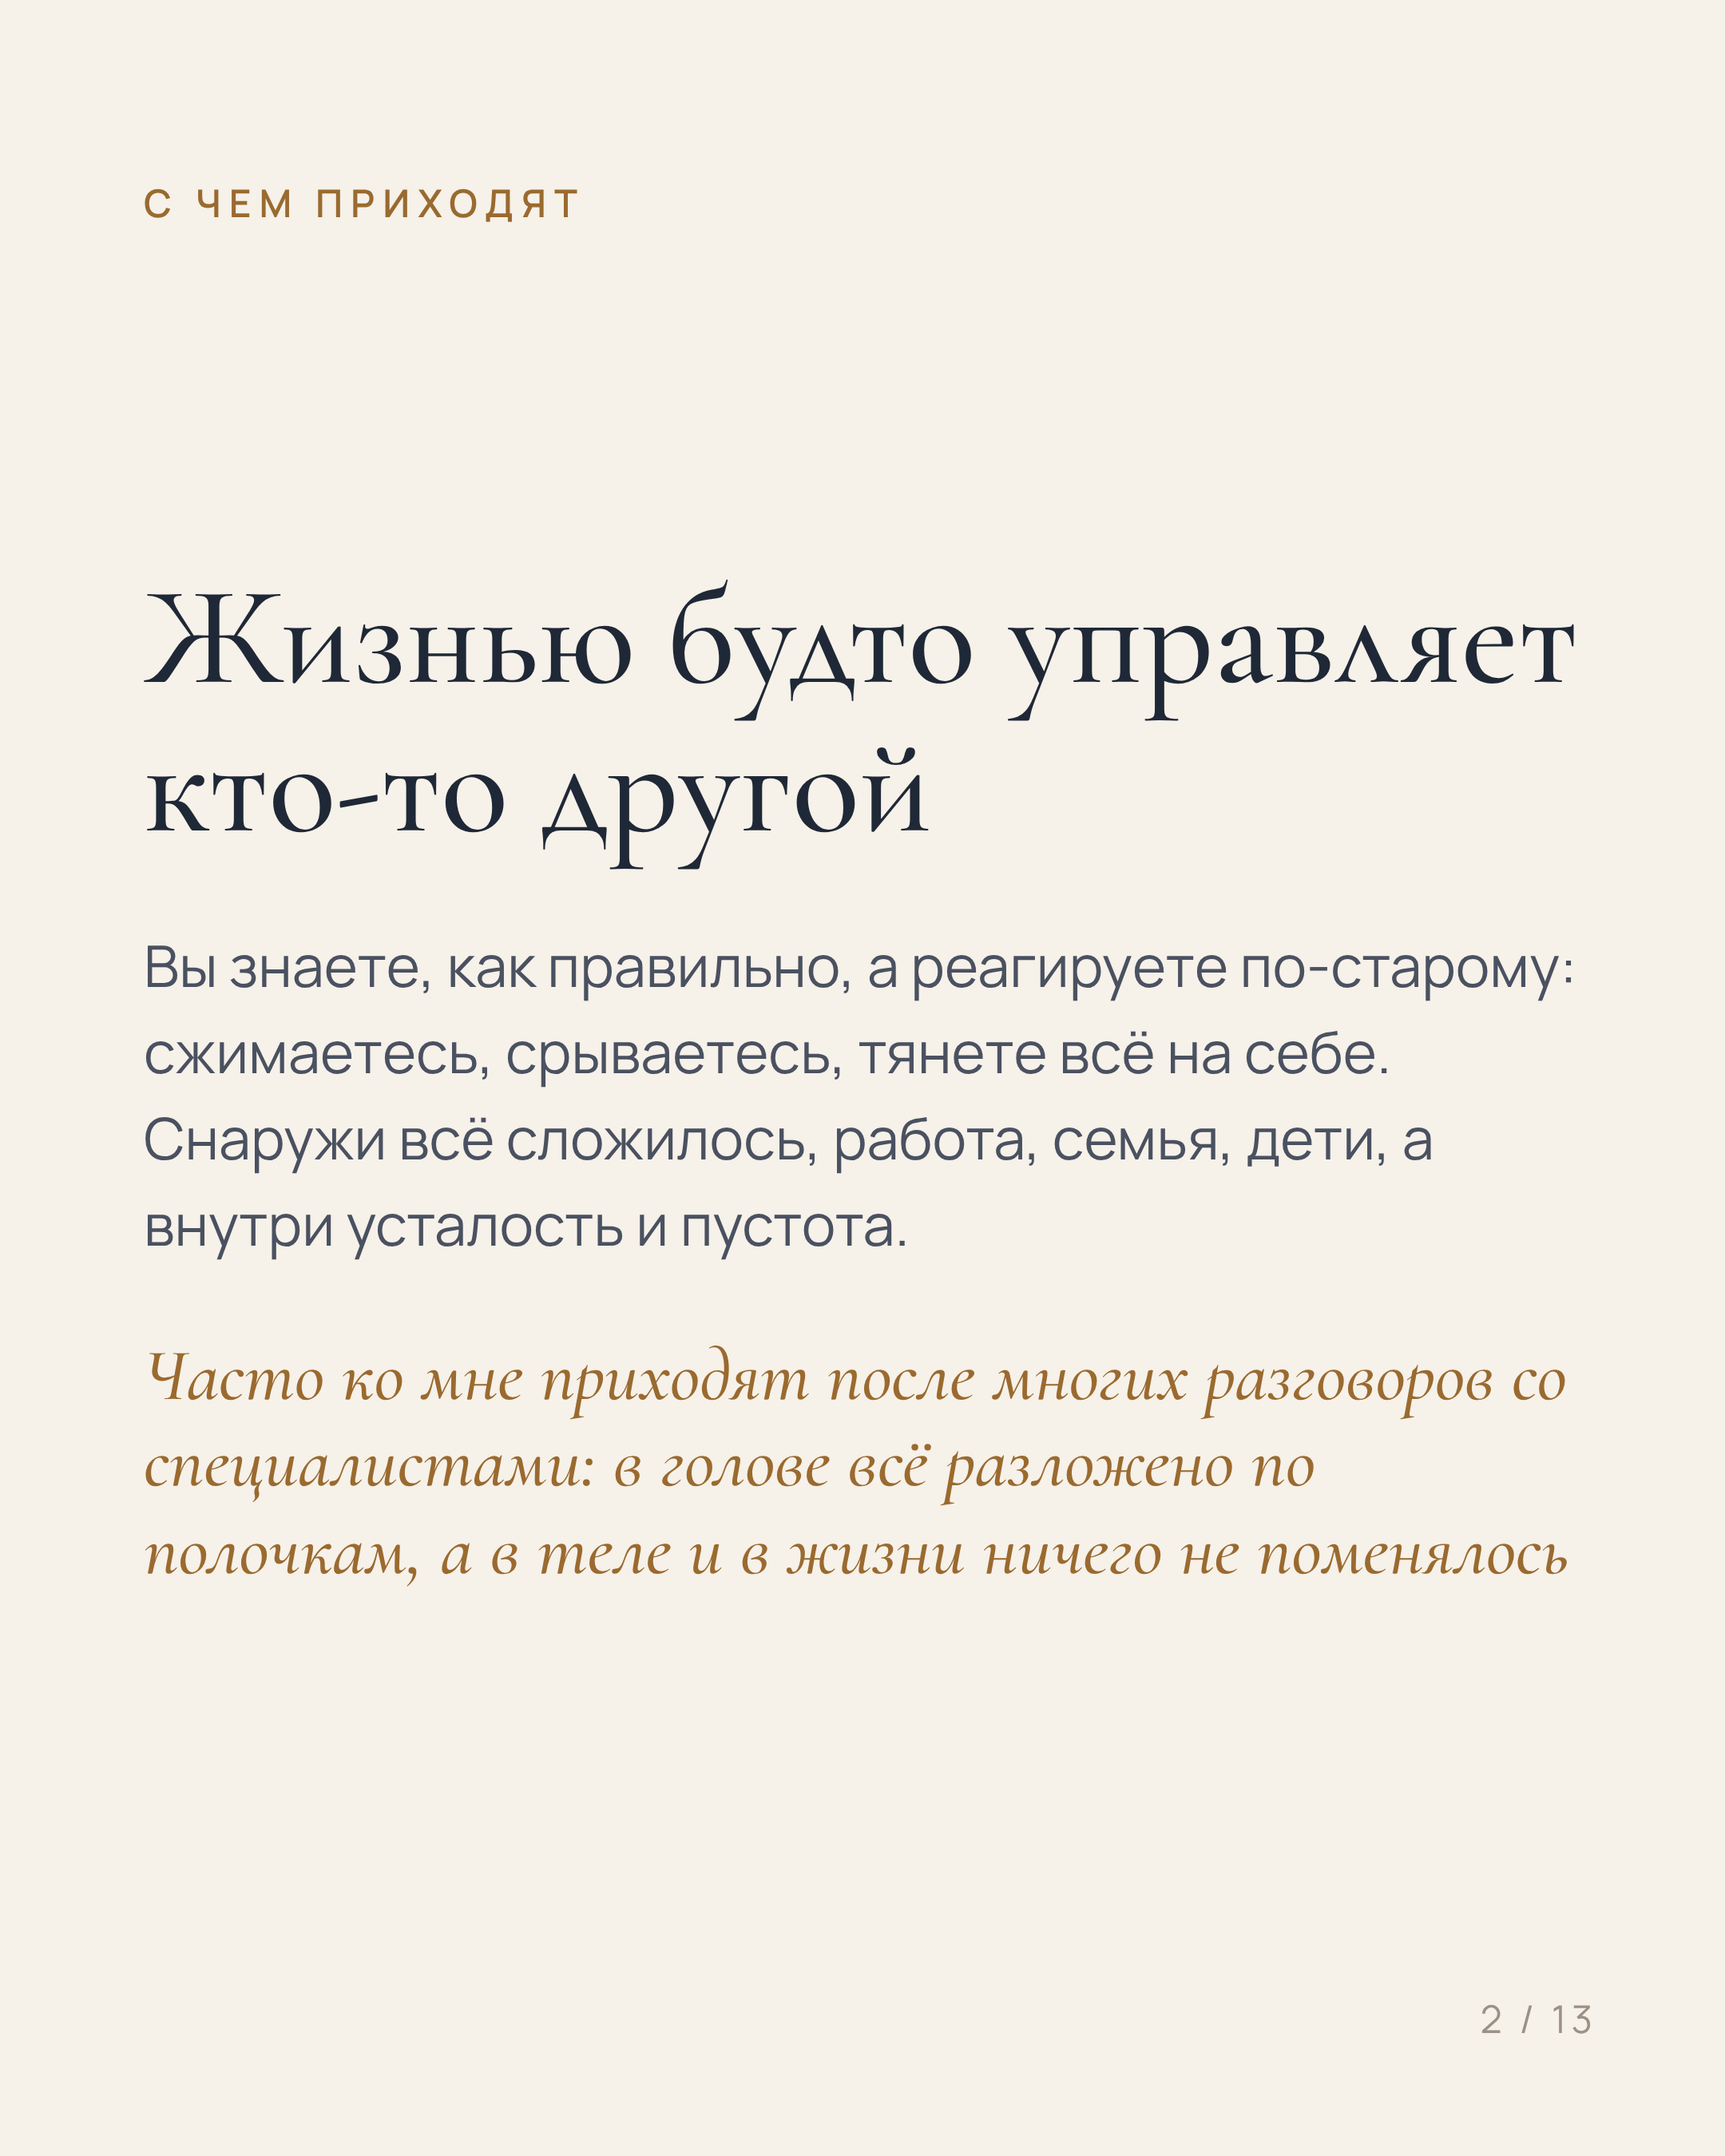 С ЧЕМ ПРИХОДЯТ
Жизнью будто управляет
кто-то другой
Вы знаете, как правильно, а реагируете по-старому:
сжимаетесь, срываетесь, тянете всё на себе.
Снаружи всё сложилось, работа, семья, дети, а
внутри усталость и пустота.
Часто ко мне приходят после многих разговоров со
специалистами: в голове всё разложено по
полочкам, а в теле и в жизни ничего не поменялось
2 / 13